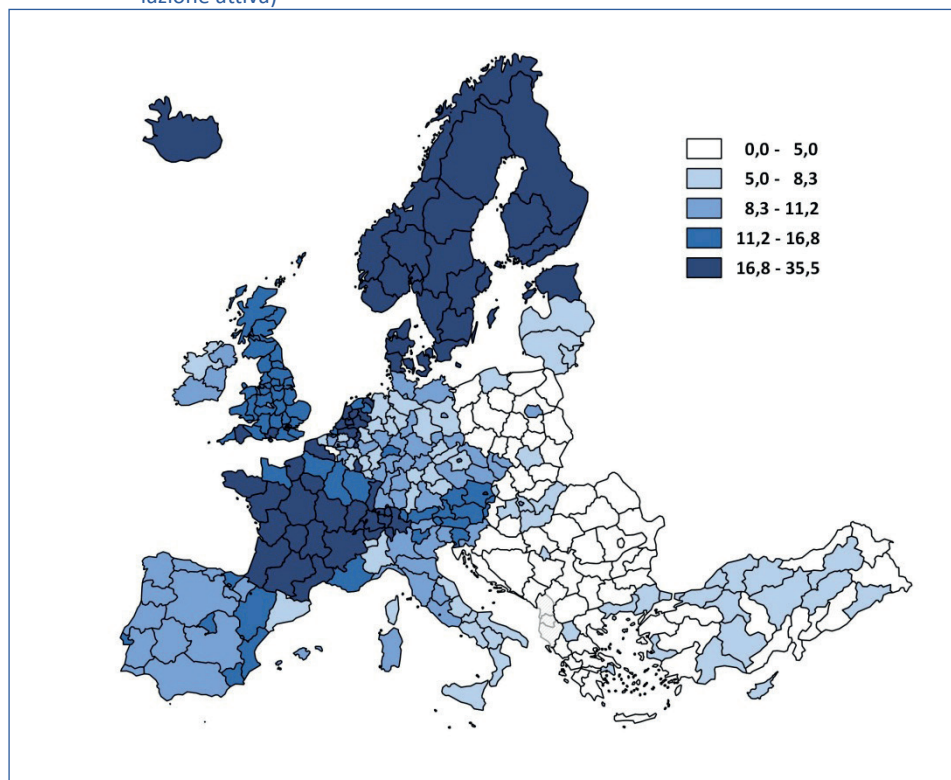 lazione attiva)
0,0 - 5,0
5,0 - 8,3
8,3 - 11,2
11,2 - 16,8
16,8 - 35,5